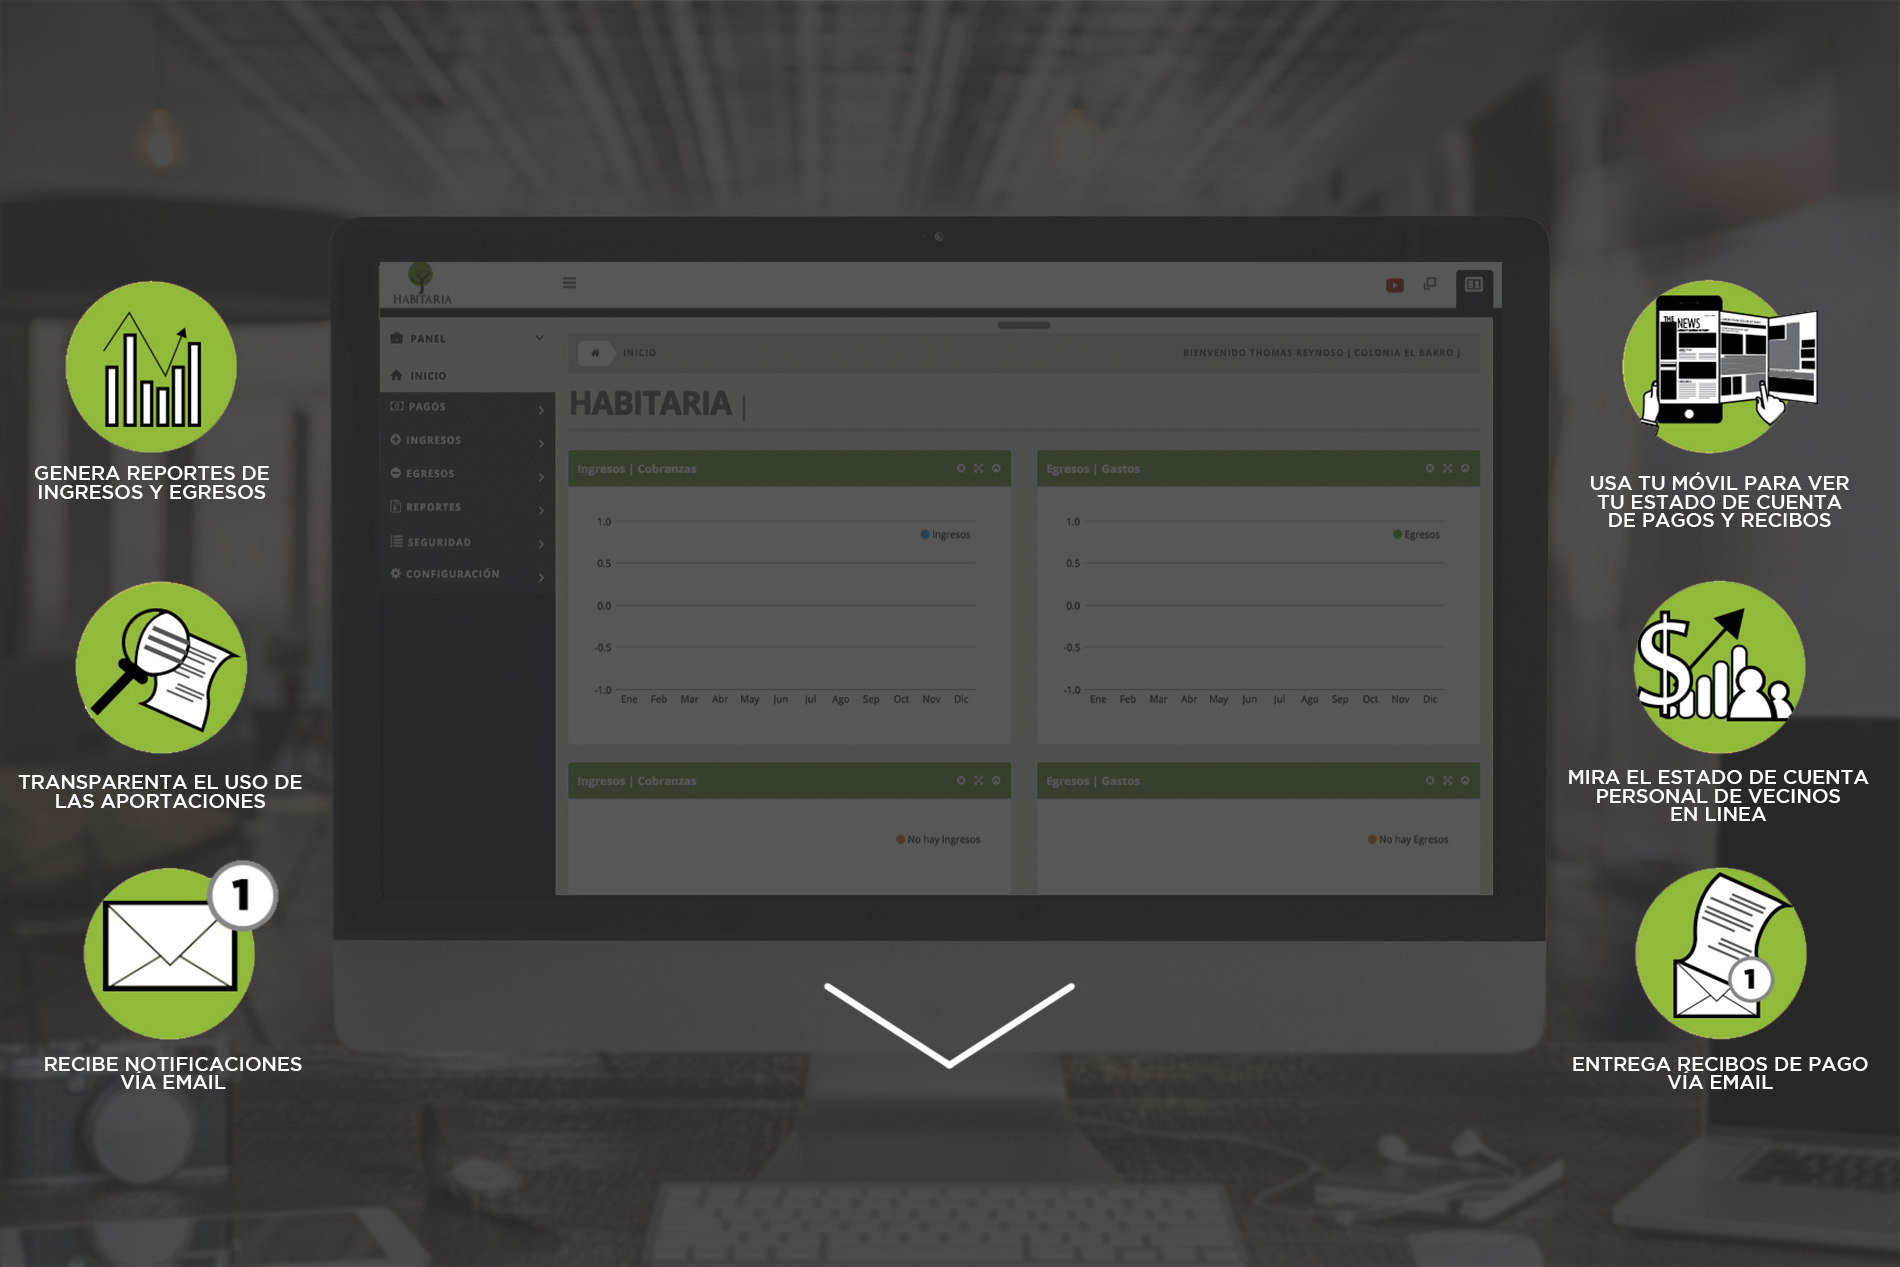 HABITARIA
PANEL
INICIO
PAGOS
INGRESOS
EGRESOS
REPORTES
SEGURIDAD
CONFIGURACIÓN
INICIO
BIENVENIDO THOMAS REYNOSO [ COLONIA EL BARRO ]
HABITARIA |
Ingresos | Cobranzas
1.0
0.5
0.0
-0.5
-1.0
Ingresos
Ene Feb Mar Abr May Jun Jul Ago Sep Oct Nov Dic
Egresos | Gastos
1.0
0.5
0.0
-0.5
-1.0
Egresos
Ene Feb Mar Abr May Jun Jul Ago Sep Oct Nov Dic
Ingresos | Cobranzas
No hay Ingresos
Egresos | Gastos
No hay Egresos
GENERA REPORTES DE
INGRESOS Y EGRESOS
TRANSPARENTA EL USO DE
LAS APORTACIONES
1
RECIBE NOTIFICACIONES
VÍA EMAIL
THE NEWS
USA TU MÓVIL PARA VER
TU ESTADO DE CUENTA
DE PAGOS Y RECIBOS
$
MIRA EL ESTADO DE CUENTA
PERSONAL DE VECINOS
EN LINEA
1
ENTREGA RECIBOS DE PAGO
VÍA EMAIL